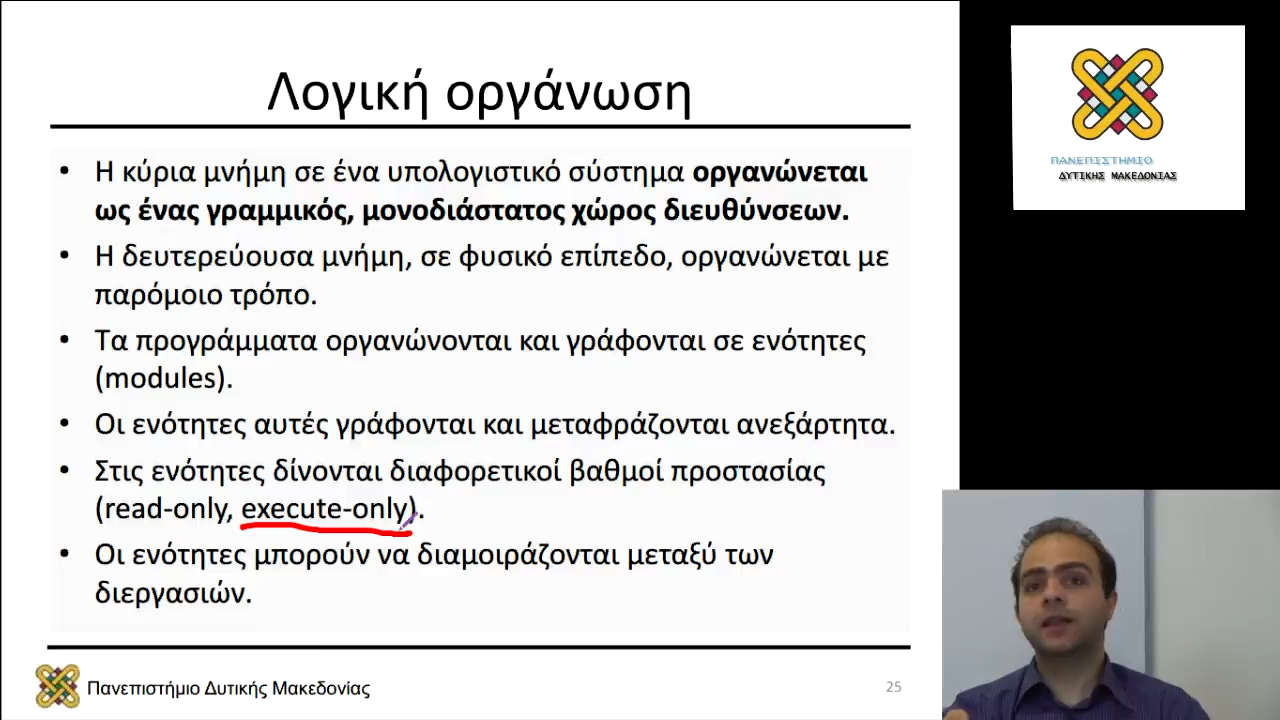 Λογική οργάνωση
• Η κύρια μνήμη σε ένα υπολογιστικό σύστημα οργανώνεται
ως ένας γραμμικός, μονοδιάστατος χώρος διευθύνσεων.
• Η δευτερεύουσα μνήμη, σε φυσικό επίπεδο, οργανώνεται με
παρόμοιο τρόπο.
• Τα προγράμματα οργανώνονται και γράφονται σε ενότητες
(modules).
• Οι ενότητες αυτές γράφονται και μεταφράζονται ανεξάρτητα.
• Στις ενότητες δίνονται διαφορετικοί βαθμοί προστασίας
(read-only, execute-only).
• Οι ενότητες μπορούν να διαμοιράζονται μεταξύ των
διεργασιών.
Πανεπιστήμιο Δυτικής Μακεδονίας
25
ΠΑΝΕΠΙΣΤΗΜΙΟ
ΔΥΤΙΚΗΣ ΜΑΚΕΔΟΝΙΑΣ